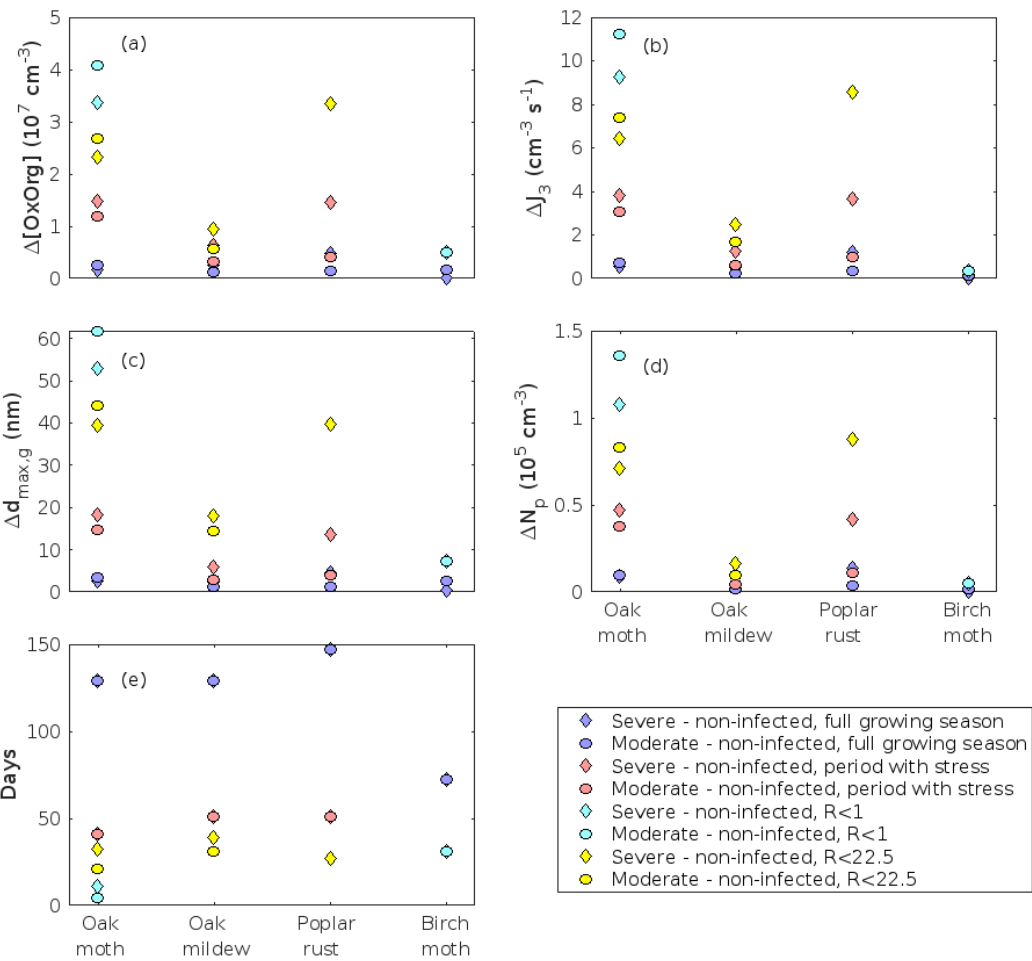 (a)
Δ[OxOrg] (10^7 cm^-3)
5
4
3
2
1
0
(b)
ΔJ_3 (cm^-3 s^-1)
12
10
8
6
4
2
0
(c)
Δd_max,g (nm)
60
50
40
30
20
10
0
(d)
ΔN_p (10^5 cm^-3)
1.5
1
0.5
0
Oak moth
Oak mildew
Poplar rust
Birch moth
(e)
Days
150
100
50
0
Oak moth
Oak mildew
Poplar rust
Birch moth
Severe - non-infected, full growing season
Moderate - non-infected, full growing season
Severe - non-infected, period with stress
Moderate - non-infected, period with stress
Severe - non-infected, R<1
Moderate - non-infected, R<1
Severe - non-infected, R<22.5
Moderate - non-infected, R<22.5